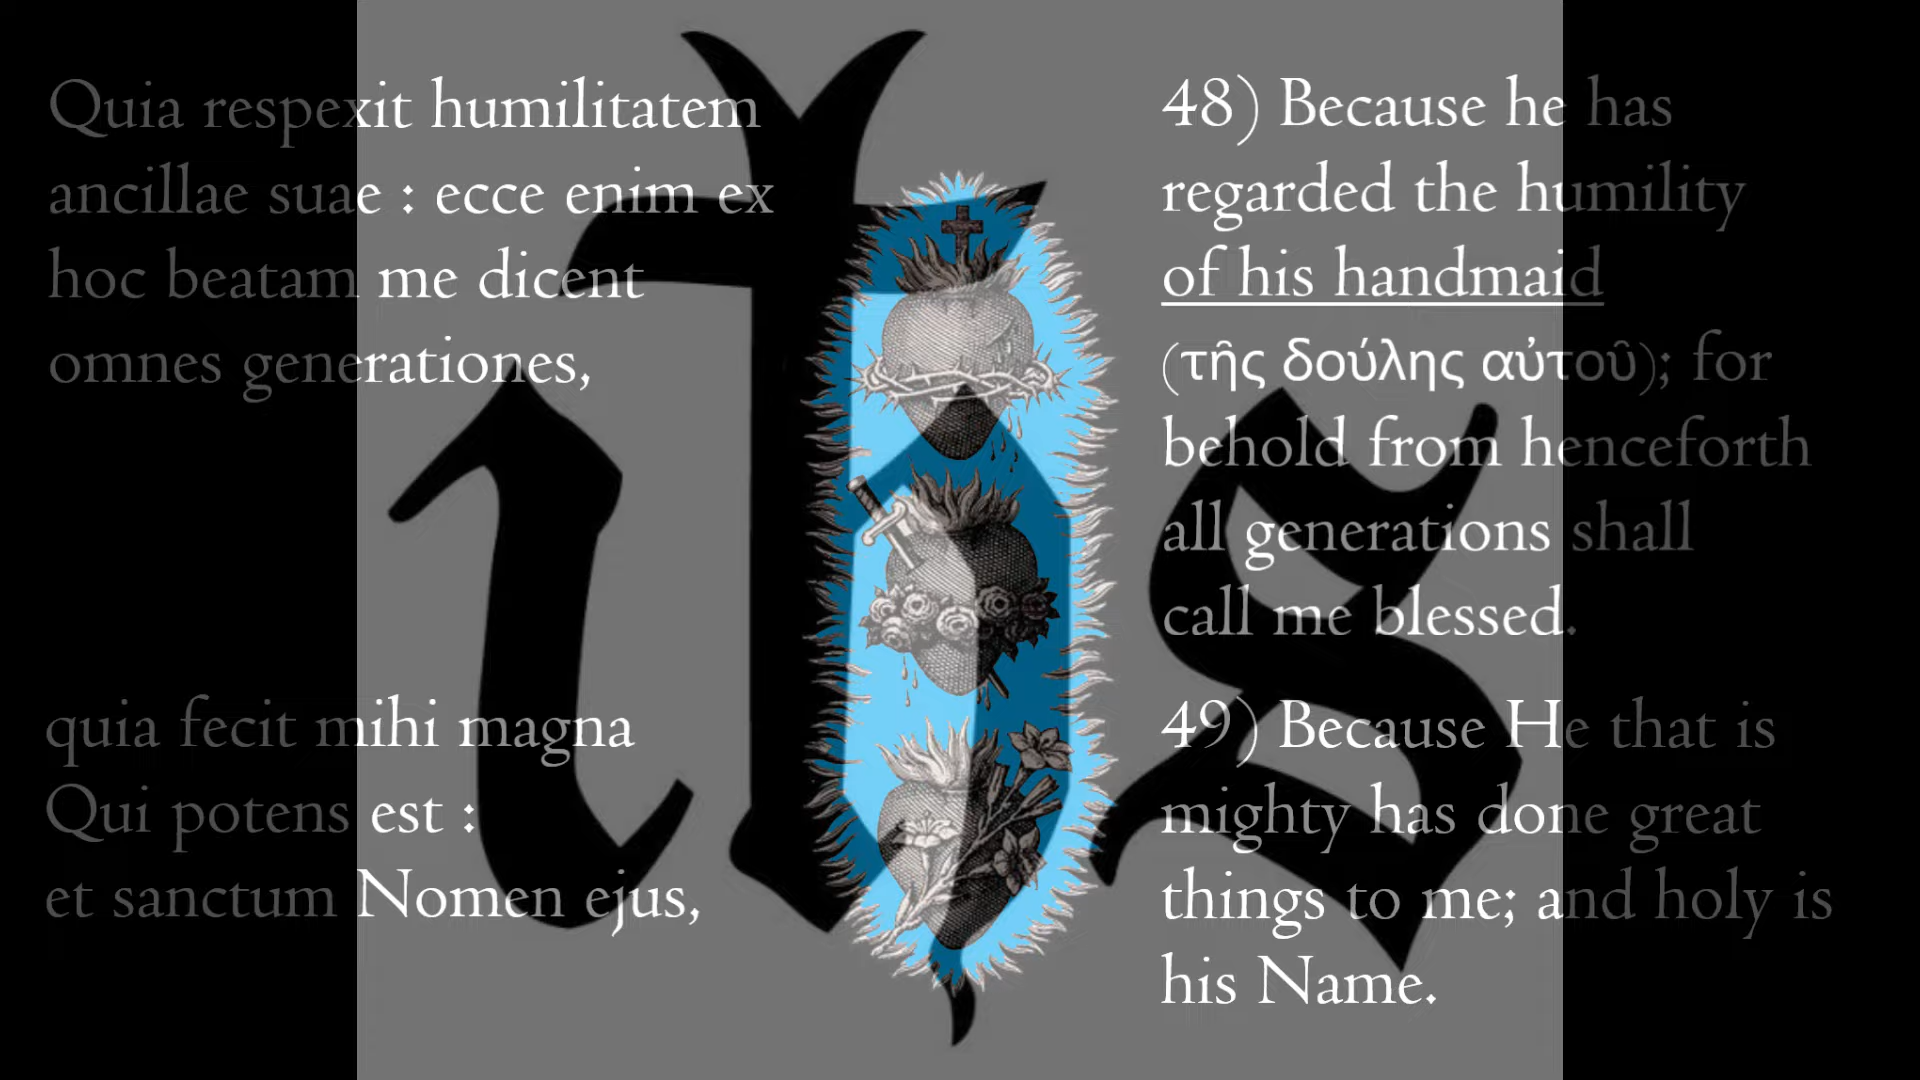 Quia respexit humilitatem
ancillae suae : ecce enim ex
hoc beatam me dicent
omnes generationes,
quia fecit mihi magna
Qui potens est :
et sanctum Nomen ejus,
48) Because he has
regarded the humility
of his handmaid
(τῆς δούλης αὐτοῦ); for
behold from henceforth
all generations shall
call me blessed.
49) Because He that is
mighty has done great
things to me; and holy is
his Name.
ihs